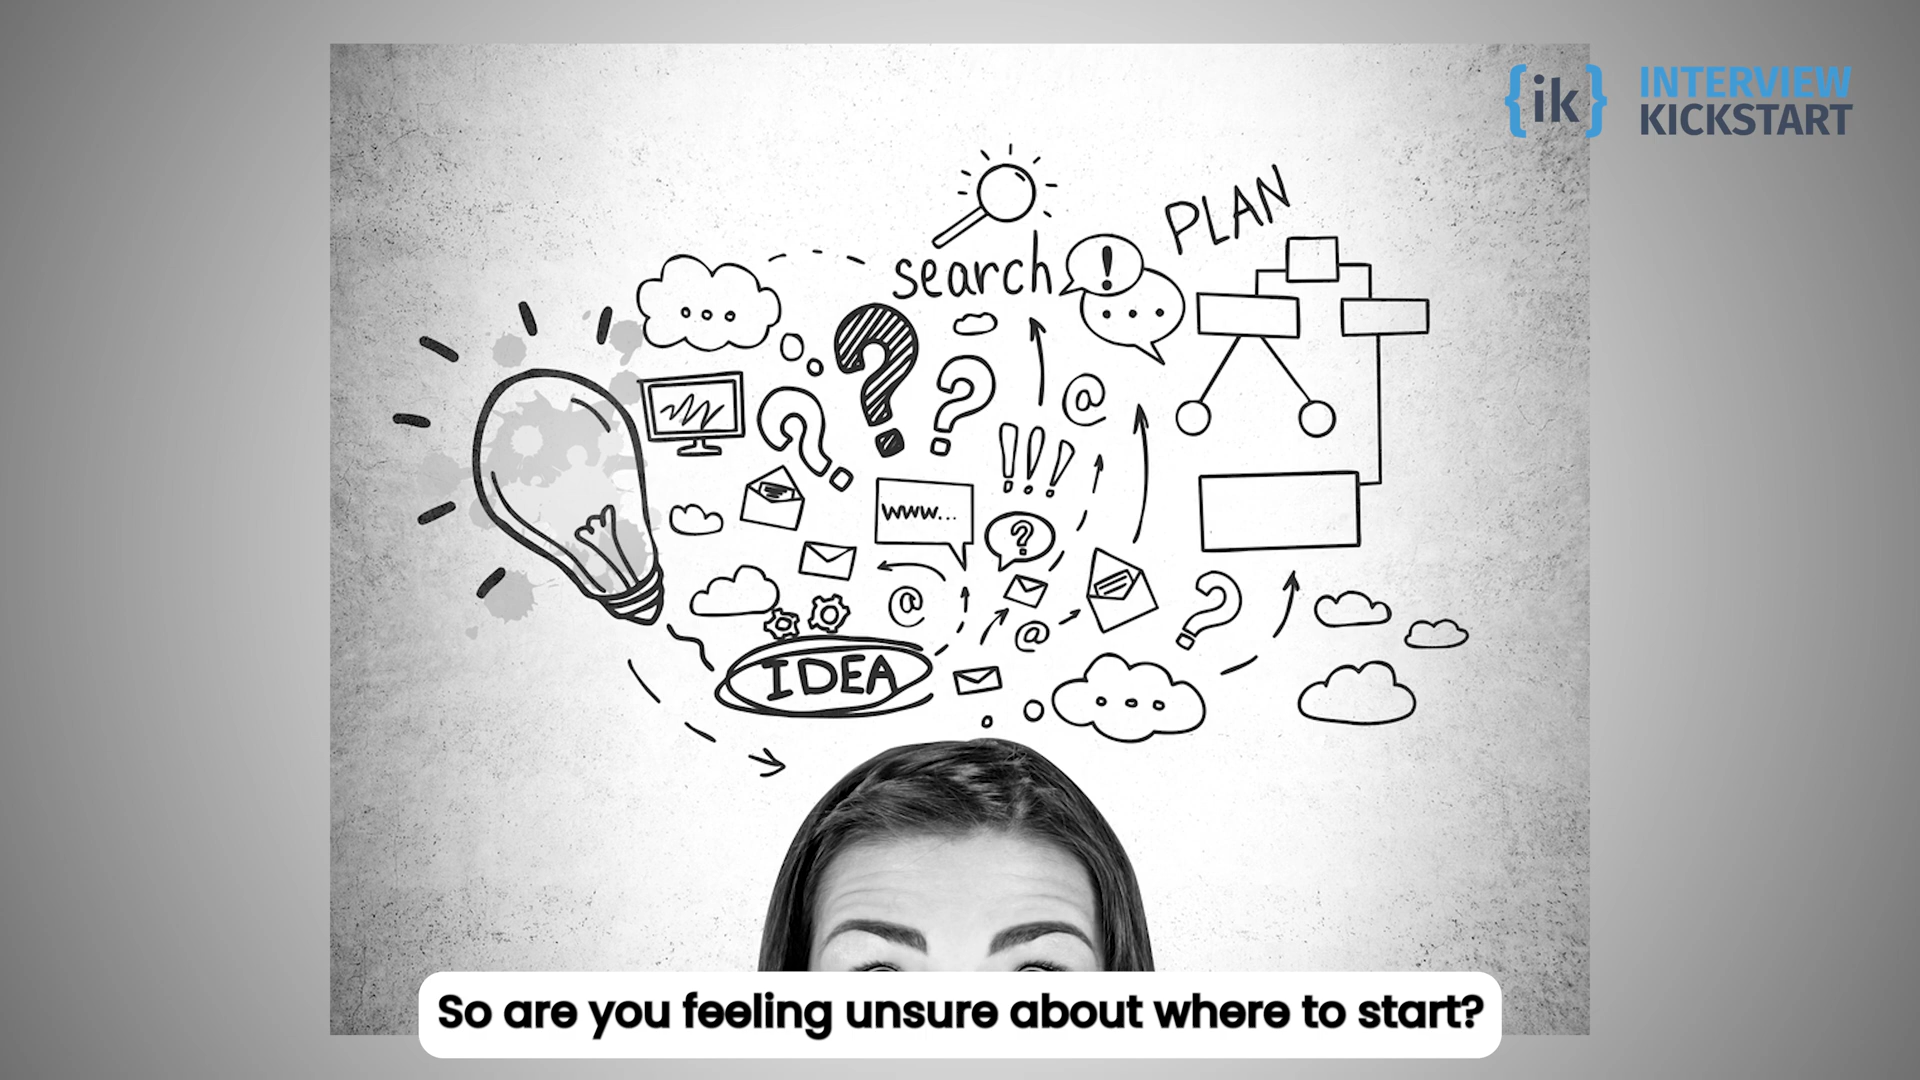 {ik}
INTERVIEW
KICKSTART
PLAN
search
!
...
...
?
?
?
@
!!!
www...
?
@
@
?
IDEA
...
So are you feeling unsure about where to start?